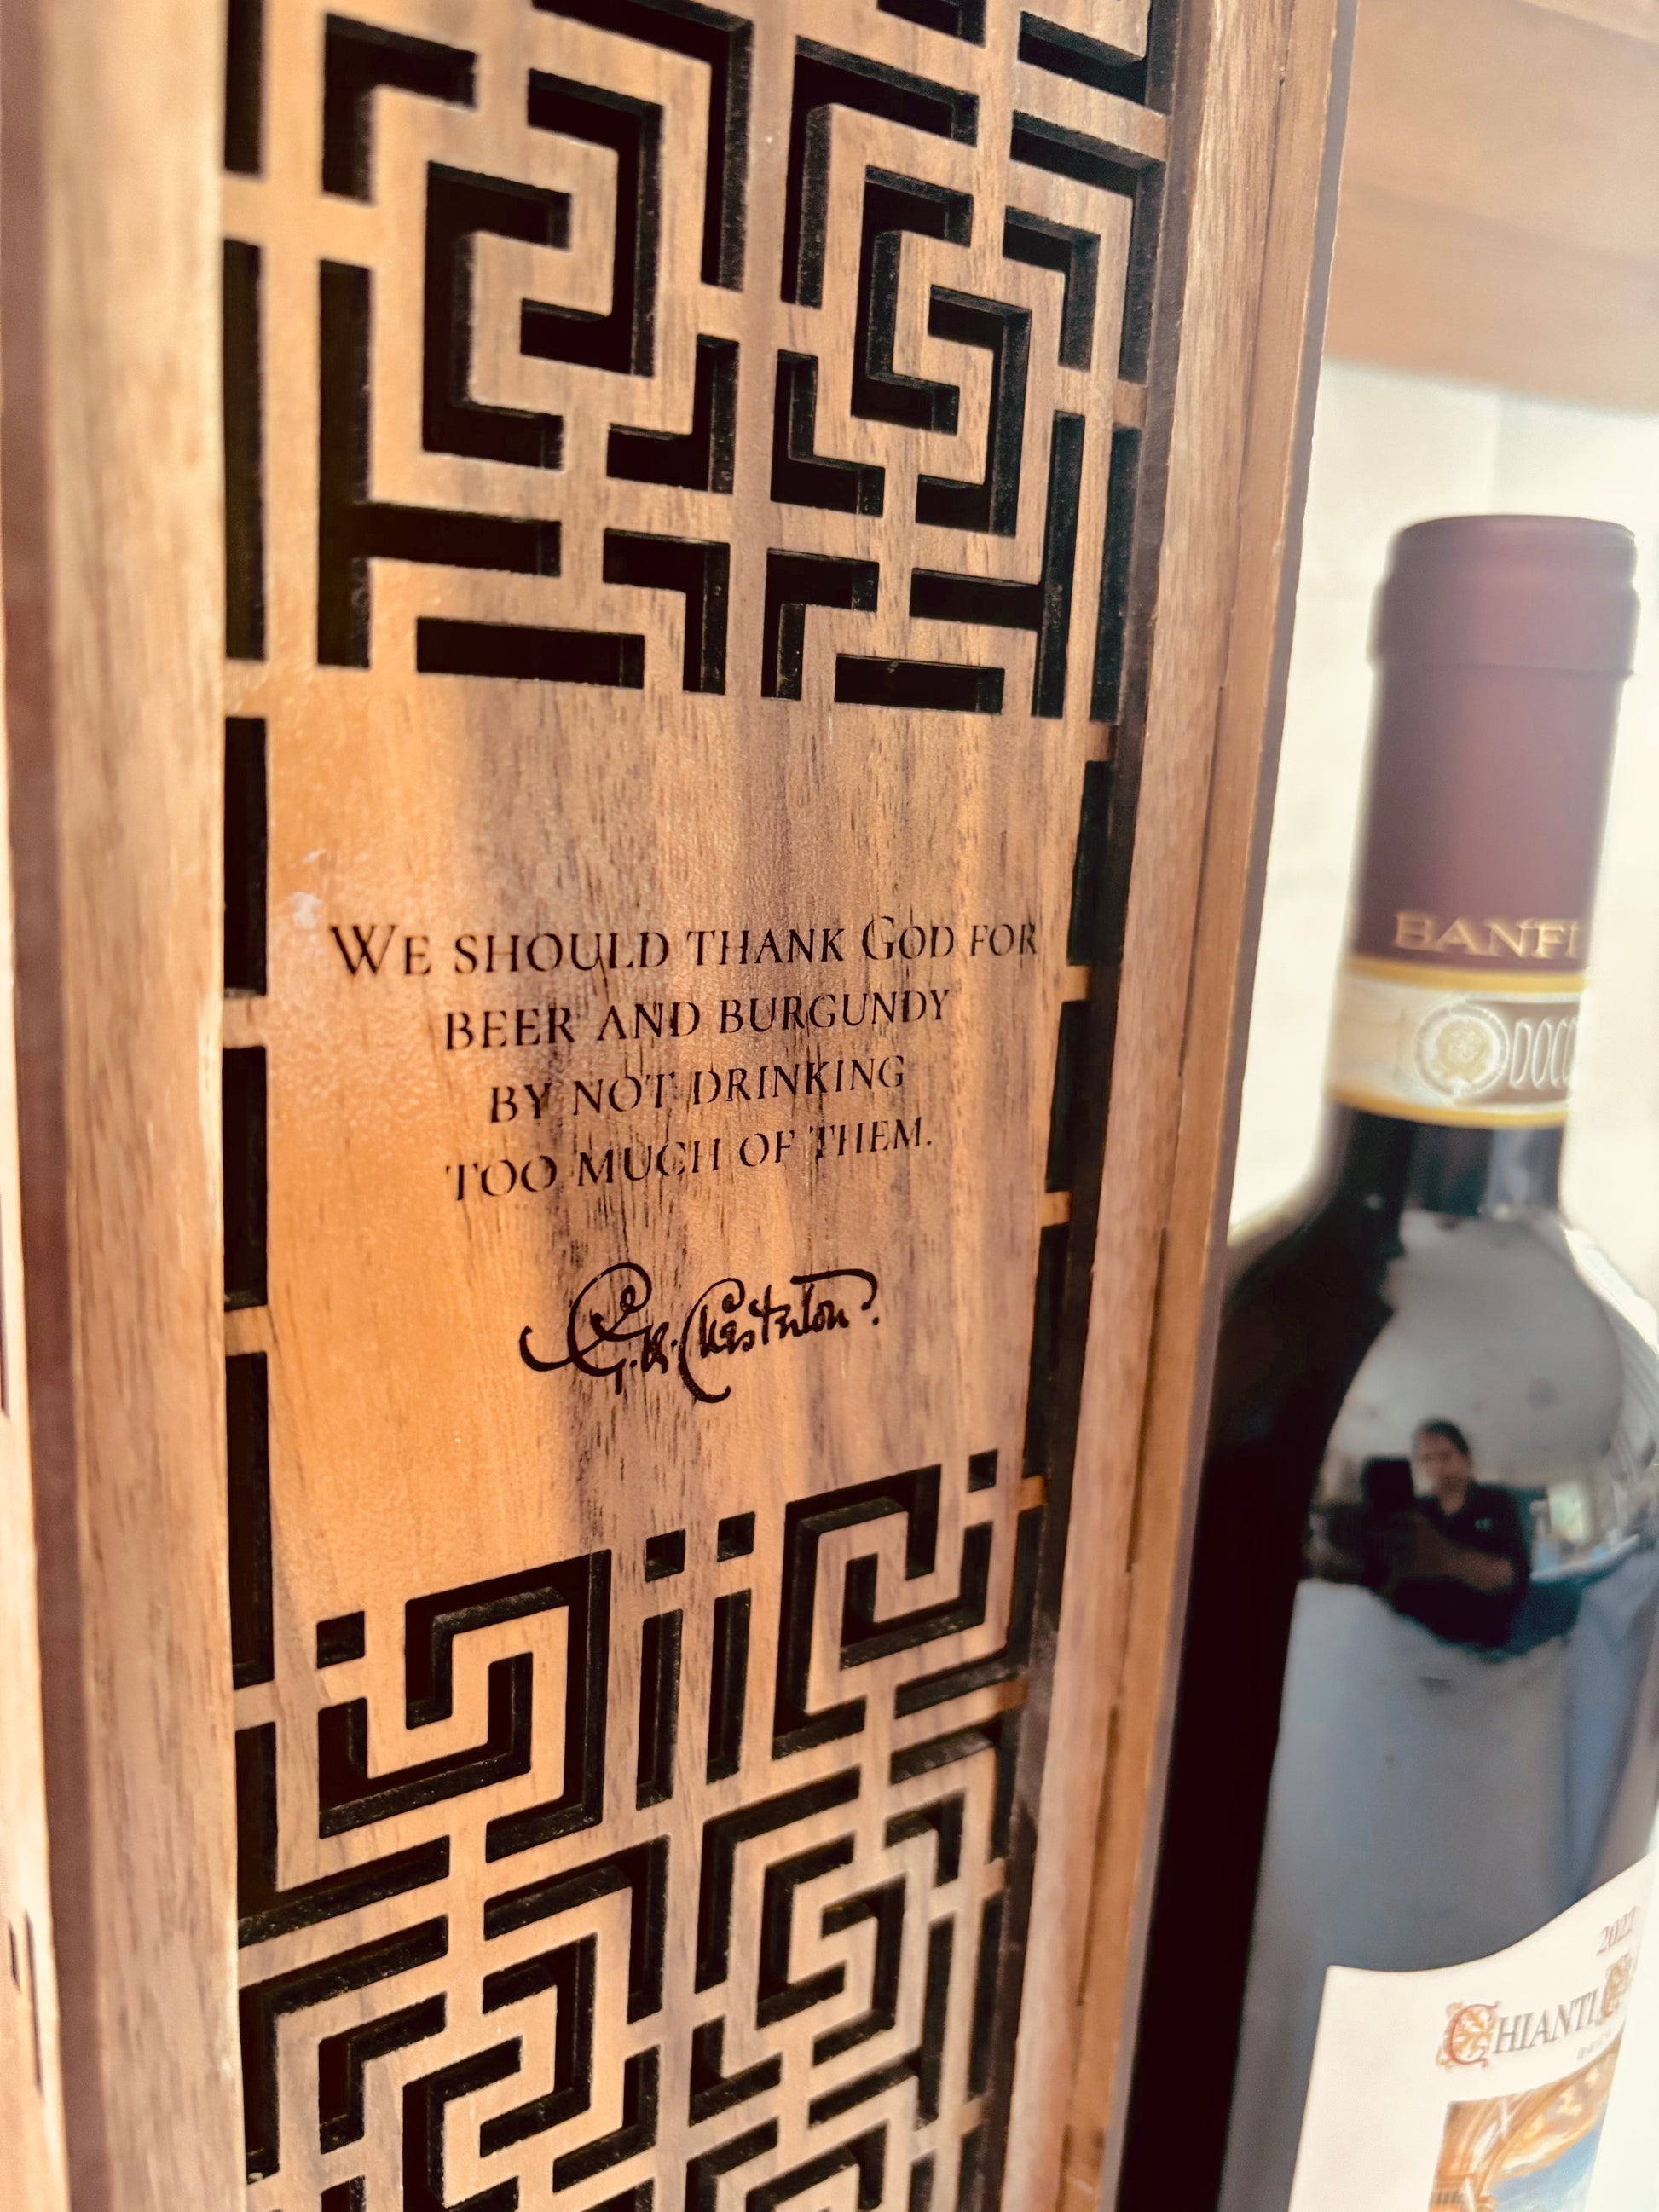 We should thank God for
beer and burgundy
by not drinking
too much of them.
G.K. Chesterton.
BANFI
DOCG
2022
CHIANTI